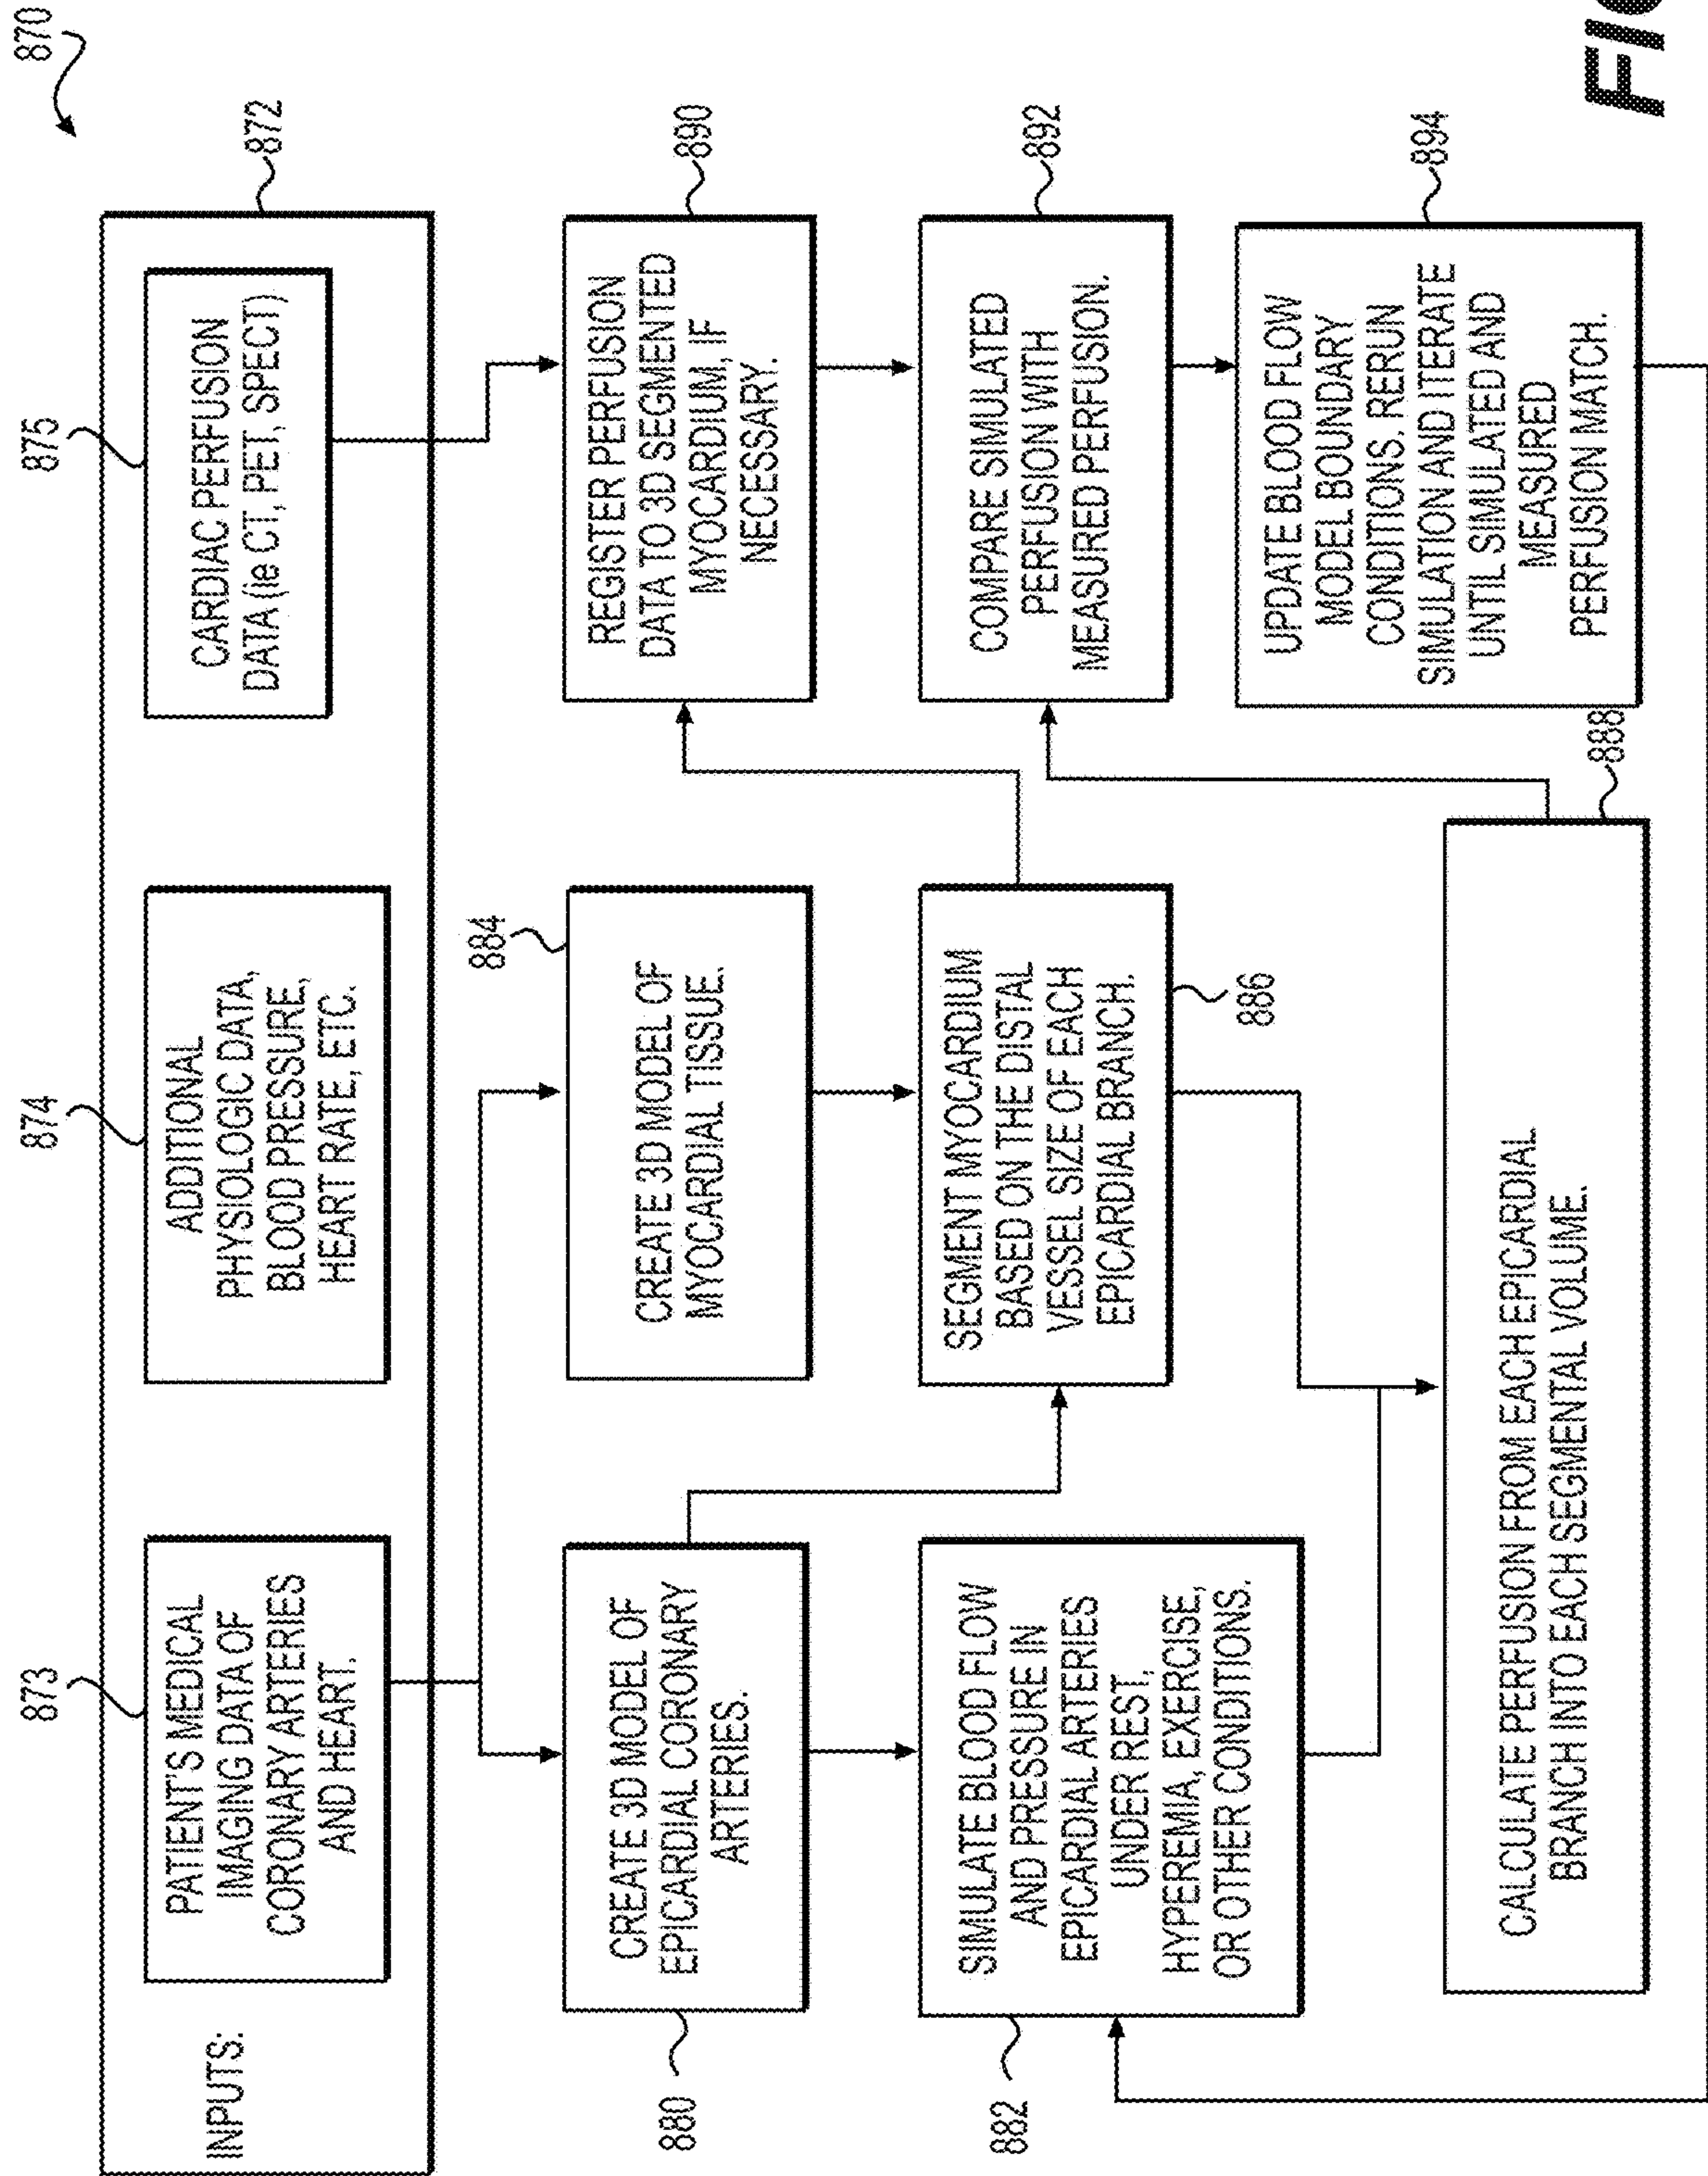 870
872
INPUTS:
873
PATIENT'S MEDICAL
IMAGING DATA OF
CORONARY ARTERIES
AND HEART.
874
ADDITIONAL
PHYSIOLOGIC DATA,
BLOOD PRESSURE,
HEART RATE, ETC.
875
CARDIAC PERFUSION
DATA (ie CT, PET, SPECT)
880
CREATE 3D MODEL OF
EPICARDIAL CORONARY
ARTERIES.
884
CREATE 3D MODEL OF
MYOCARDIAL TISSUE.
890
REGISTER PERFUSION
DATA TO 3D SEGMENTED
MYOCARDIUM, IF
NECESSARY.
882
SIMULATE BLOOD FLOW
AND PRESSURE IN
EPICARDIAL ARTERIES
UNDER REST,
HYPEREMIA, EXERCISE,
OR OTHER CONDITIONS.
886
SEGMENT MYOCARDIUM
BASED ON THE DISTAL
VESSEL SIZE OF EACH
EPICARDIAL BRANCH.
892
COMPARE SIMULATED
PERFUSION WITH
MEASURED PERFUSION.
894
UPDATE BLOOD FLOW
MODEL BOUNDARY
CONDITIONS. RERUN
SIMULATION AND ITERATE
UNTIL SIMULATED AND
MEASURED
PERFUSION MATCH.
888
CALCULATE PERFUSION FROM EACH EPICARDIAL
BRANCH INTO EACH SEGMENTAL VOLUME.